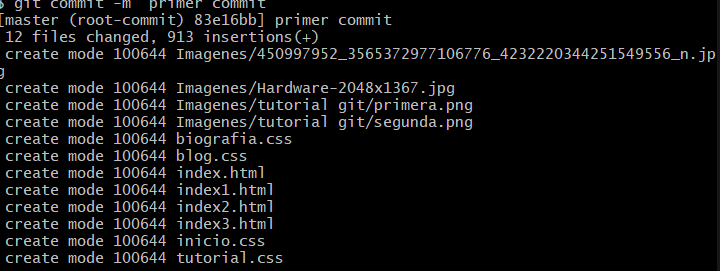 $ git commit -m "primer commit
[master (root-commit) 83e16bb] primer commit
 12 files changed, 913 insertions(+)
 create mode 100644 Imagenes/450997952_3565372977106776_4232220344251549556_n.jp
g
 create mode 100644 Imagenes/Hardware-2048x1367.jpg
 create mode 100644 Imagenes/tutorial git/primera.png
 create mode 100644 Imagenes/tutorial git/segunda.png
 create mode 100644 biografia.css
 create mode 100644 blog.css
 create mode 100644 index.html
 create mode 100644 index1.html
 create mode 100644 index2.html
 create mode 100644 index3.html
 create mode 100644 inicio.css
 create mode 100644 tutorial.css